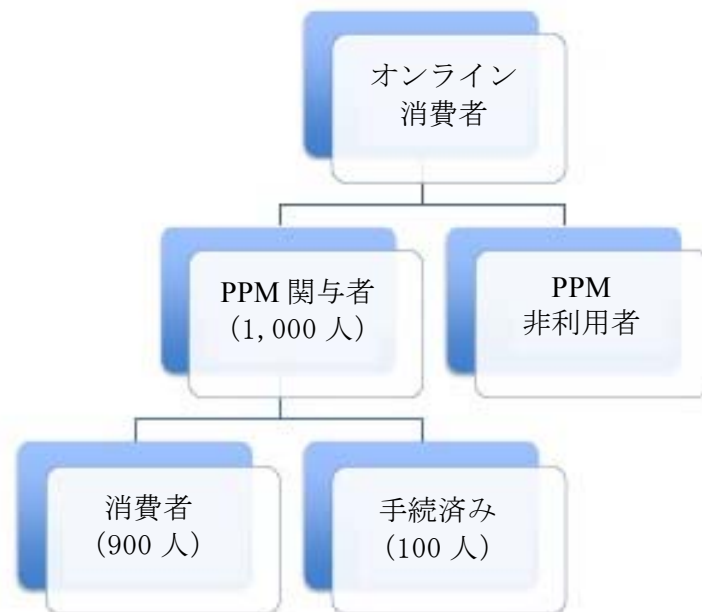 オンライン
消費者
PPM 関与者
（1,000 人）
PPM
非利用者
消費者
（900 人）
手続済み
（100 人）